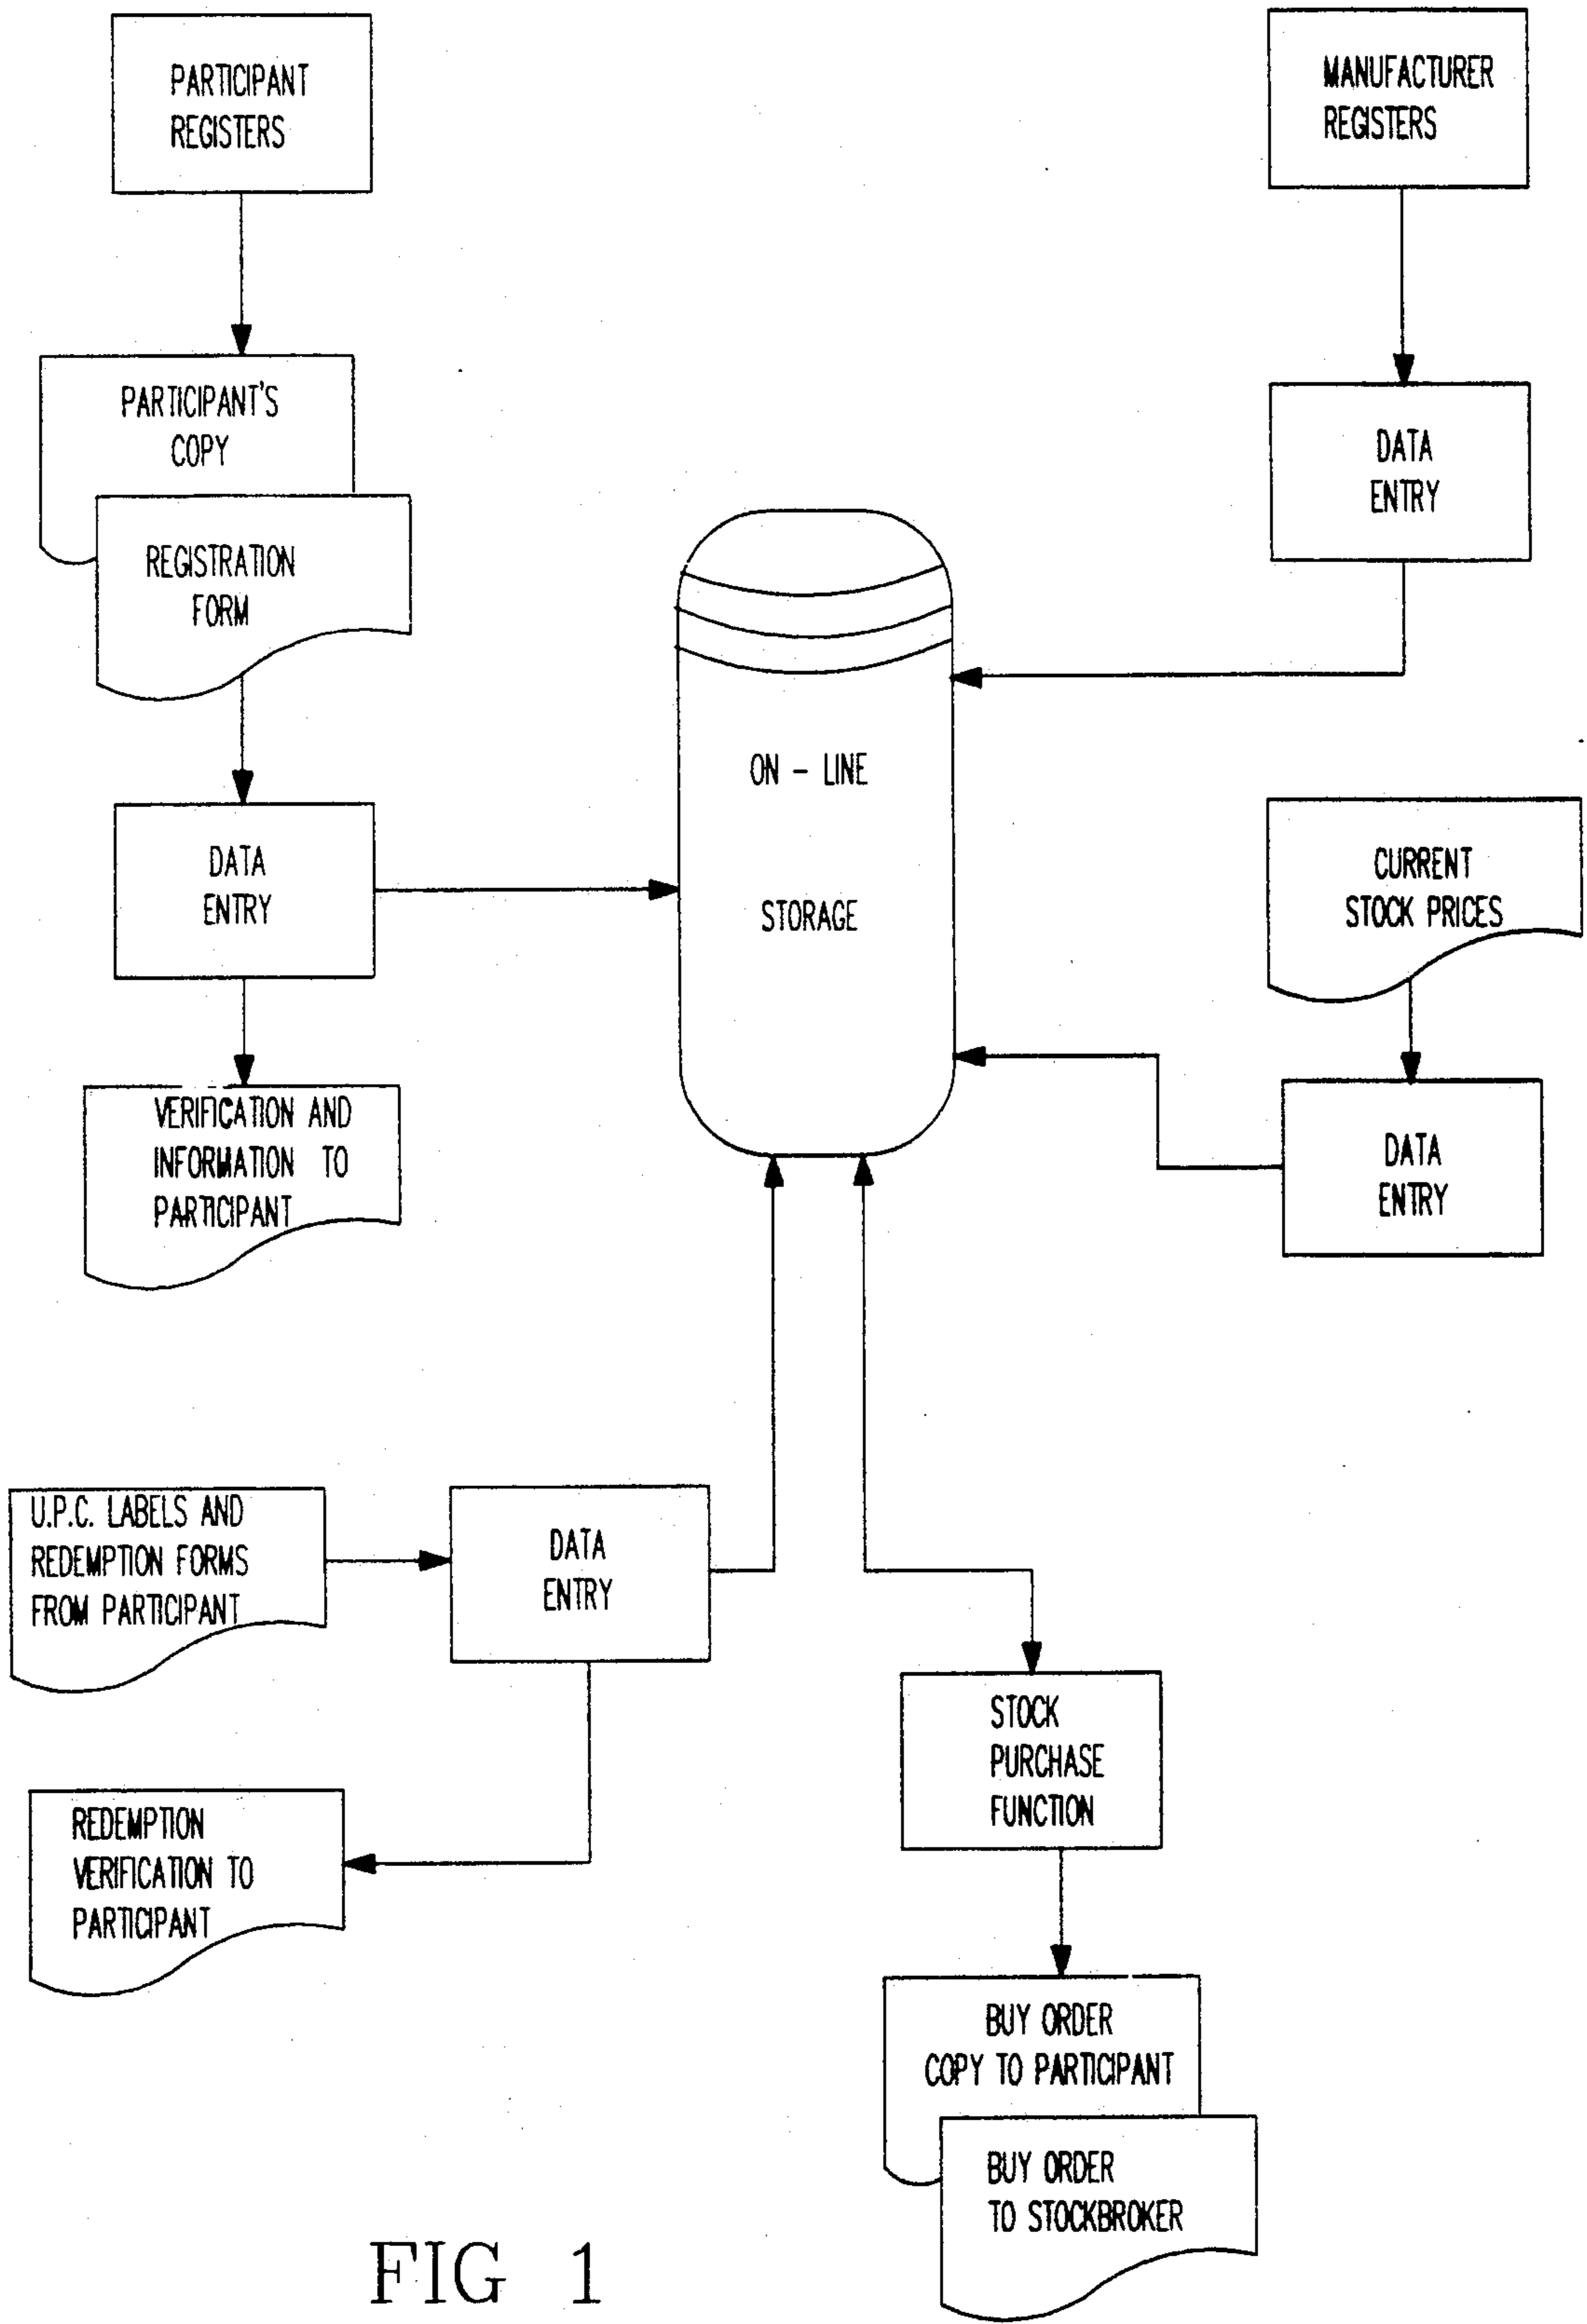 PARTICIPANT
REGISTERS
MANUFACTURER
REGISTERS
PARTICIPANT'S
COPY
REGISTRATION
FORM
DATA
ENTRY
ON - LINE
STORAGE
DATA
ENTRY
CURRENT
STOCK PRICES
VERIFICATION AND
INFORMATION TO
PARTICIPANT
DATA
ENTRY
U.P.C. LABELS AND
REDEMPTION FORMS
FROM PARTICIPANT
DATA
ENTRY
STOCK
PURCHASE
FUNCTION
REDEMPTION
VERIFICATION TO
PARTICIPANT
BUY ORDER
COPY TO PARTICIPANT
BUY ORDER
TO STOCKBROKER
FIG 1